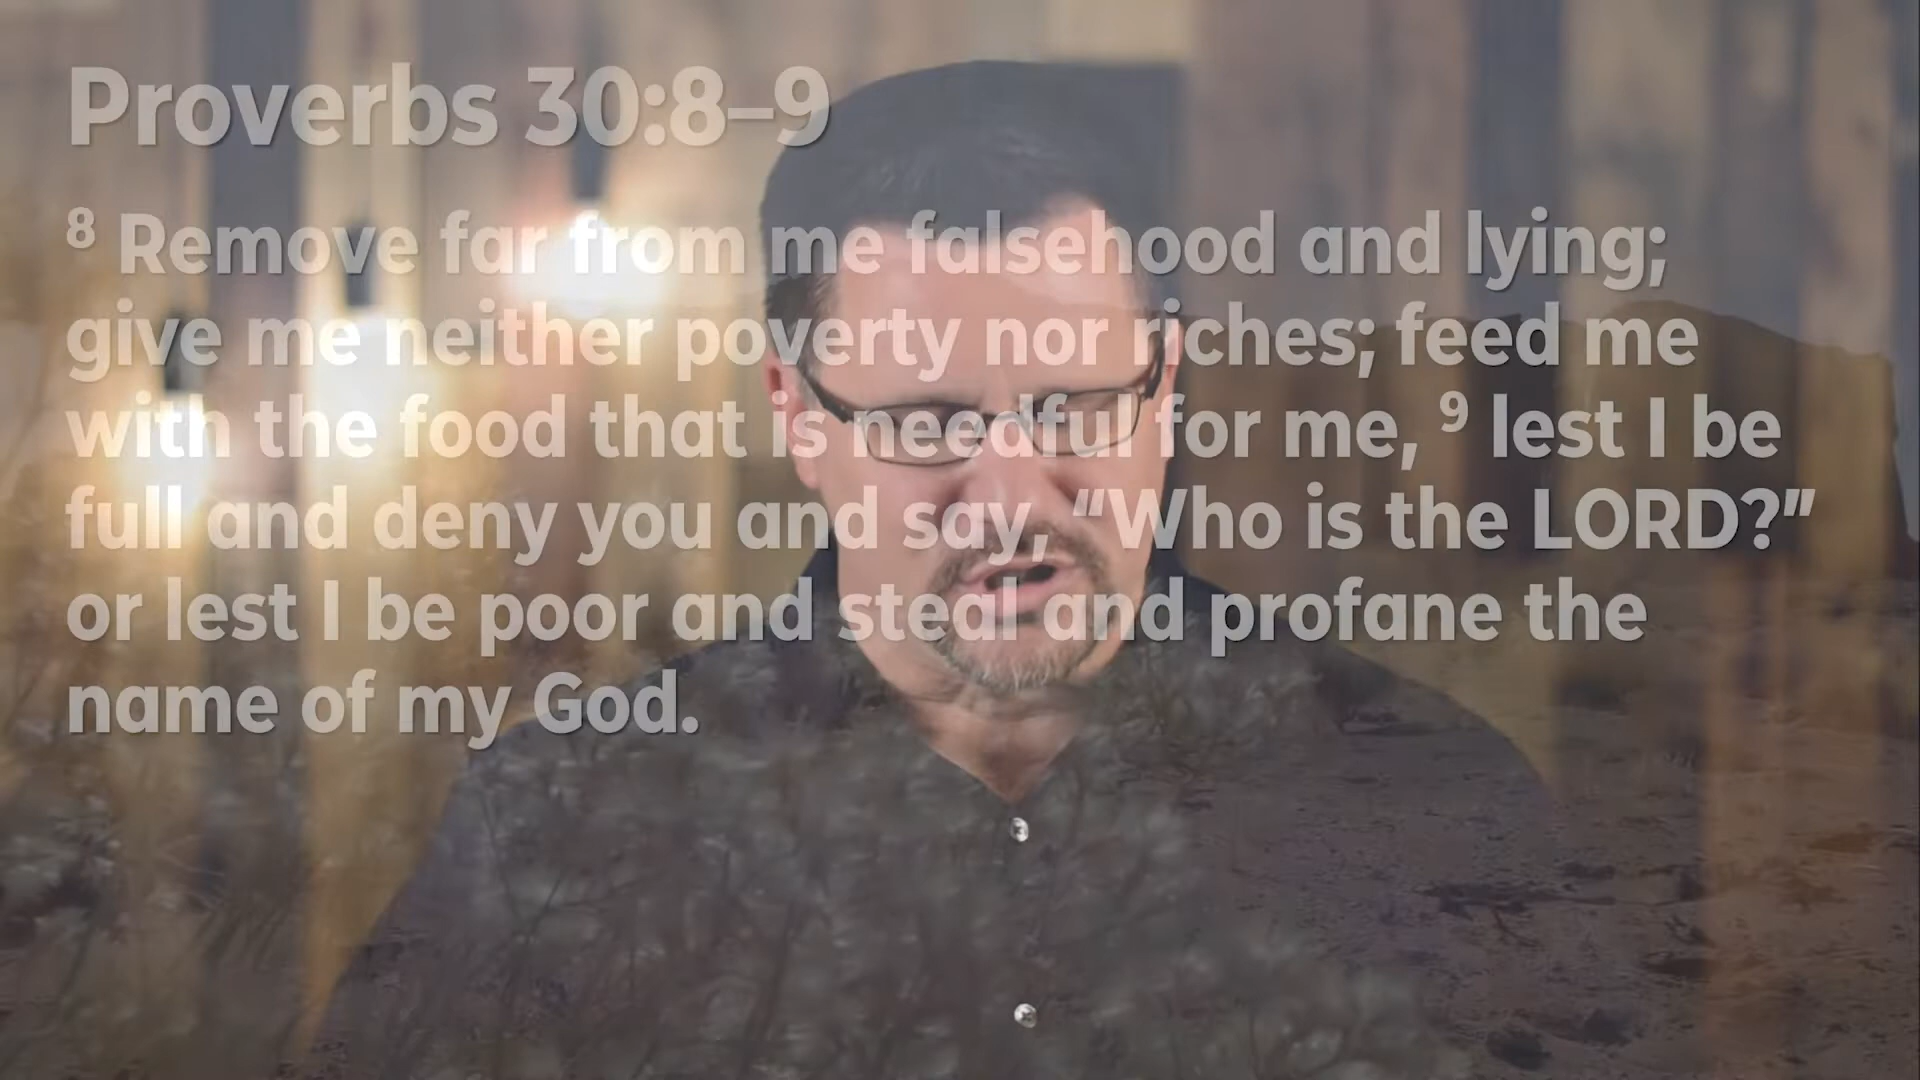 Proverbs 30:8–9
⁸ Remove far from me falsehood and lying;
give me neither poverty nor riches; feed me
with the food that is needful for me, ⁹ lest I be
full and deny you and say, “Who is the LORD?”
or lest I be poor and steal and profane the
name of my God.